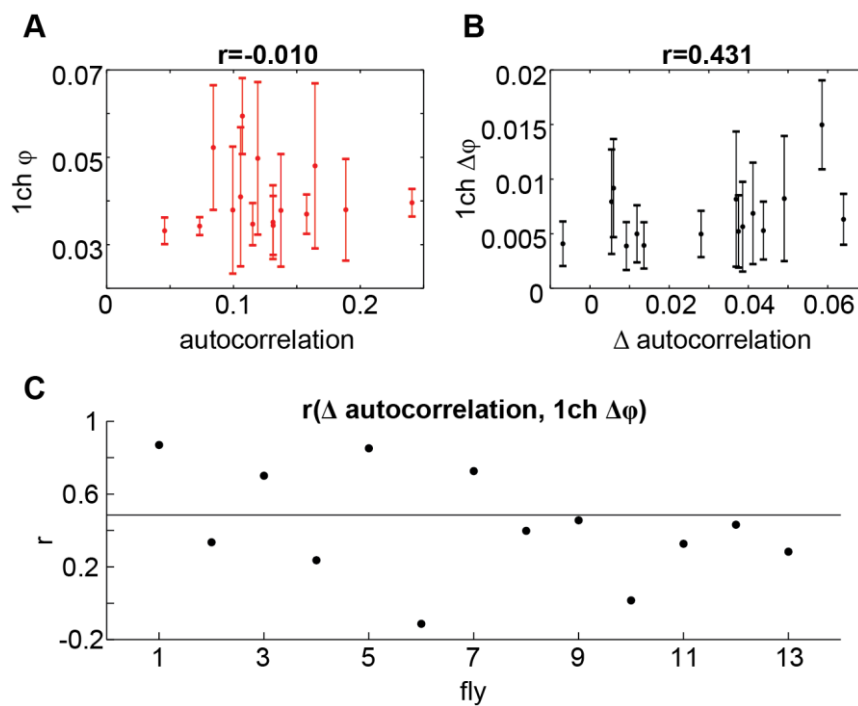 A
r=-0.010
0.07
0.05
0.03
1ch φ
0
0.1
0.2
autocorrelation
B
r=0.431
0.02
0.015
0.01
0.005
0
1ch Δφ
0
0.02
0.04
0.06
Δ autocorrelation
C
r(Δ autocorrelation, 1ch Δφ)
1
0.6
0.2
-0.2
r
1
3
5
7
9
11
13
fly